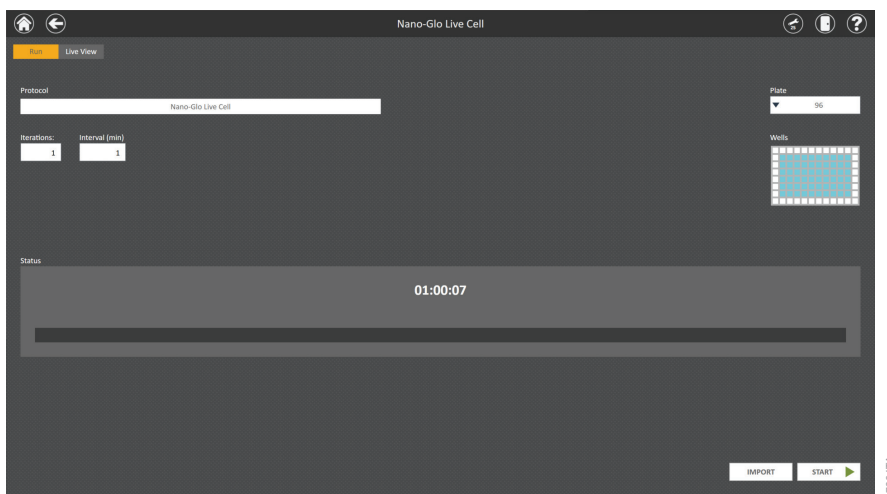 Nano-Glo Live Cell
25
?
Run
Live View
Protocol
Plate
Nano-Glo Live Cell
96
Iterations:
Interval (min)
Wells
1
1
Status
01:00:07
IMPORT
START